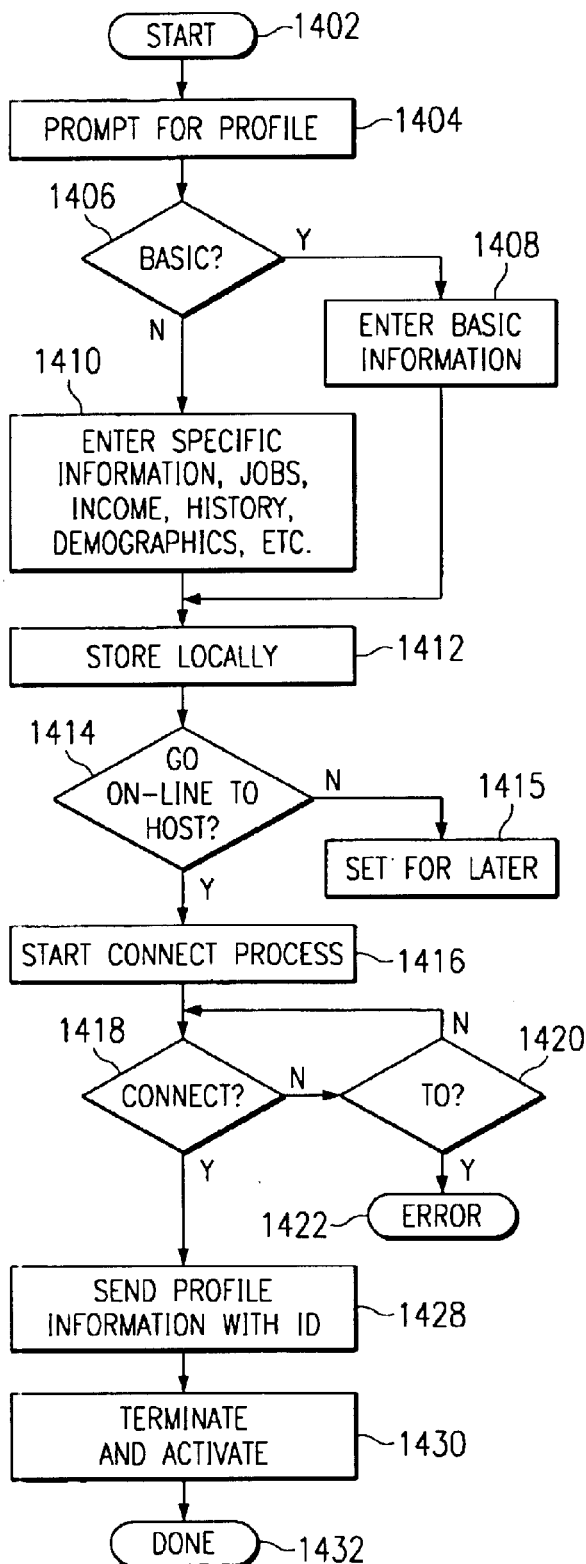 START
1402
PROMPT FOR PROFILE
1404
1406
BASIC?
Y
N
1408
ENTER BASIC
INFORMATION
1410
ENTER SPECIFIC
INFORMATION, JOBS,
INCOME, HISTORY,
DEMOGRAPHICS, ETC.
STORE LOCALLY
1412
1414
GO
ON-LINE TO
HOST?
N
Y
1415
SET FOR LATER
START CONNECT PROCESS
1416
1418
CONNECT?
N
Y
N
1420
TO?
Y
1422
ERROR
SEND PROFILE
INFORMATION WITH ID
1428
TERMINATE
AND ACTIVATE
1430
DONE
1432